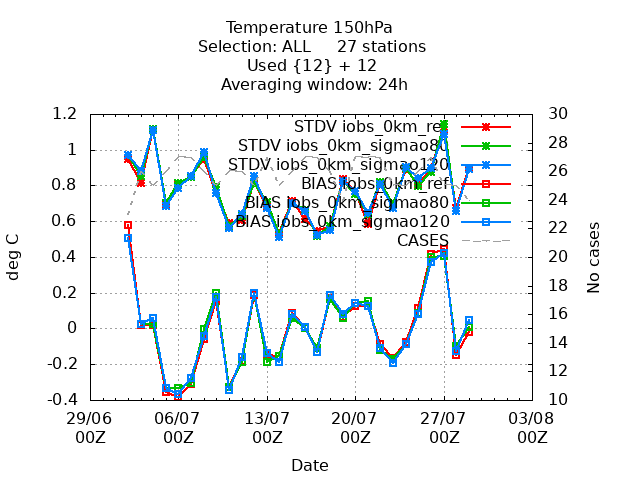 Temperature 150hPa
Selection: ALL 27 stations
Used {12} + 12
Averaging window: 24h
1.2
1
0.8
0.6
0.4
0.2
0
-0.2
-0.4
deg C
30
28
26
24
22
20
18
16
14
12
10
No cases
STDV iobs_0km_ref
STDV iobs_0km_sigmao80
STDV iobs_0km_sigmao120
BIAS iobs_0km_ref
BIAS iobs_0km_sigmao80
BIAS iobs_0km_sigmao120
CASES
29/06 06/07 13/07 20/07 27/07 03/08
00Z 00Z 00Z 00Z 00Z 00Z
Date